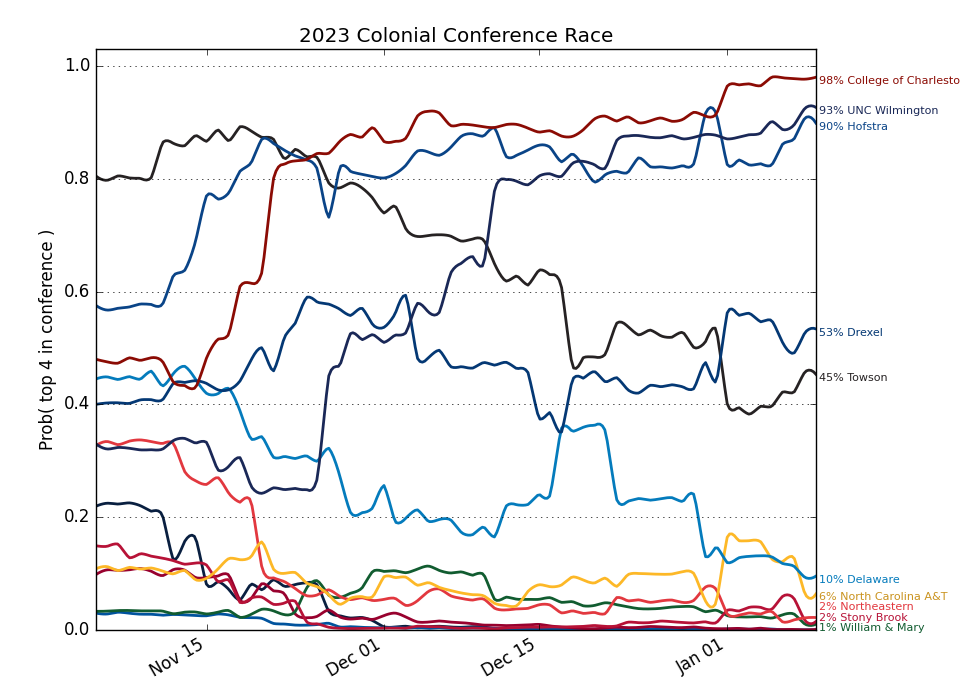 2023 Colonial Conference Race
Prob( top 4 in conference )
1.0
0.8
0.6
0.4
0.2
0.0
Nov 15
Dec 01
Dec 15
Jan 01
98% College of Charlesto
93% UNC Wilmington
90% Hofstra
53% Drexel
45% Towson
10% Delaware
6% North Carolina A&T
2% Northeastern
2% Stony Brook
1% William & Mary